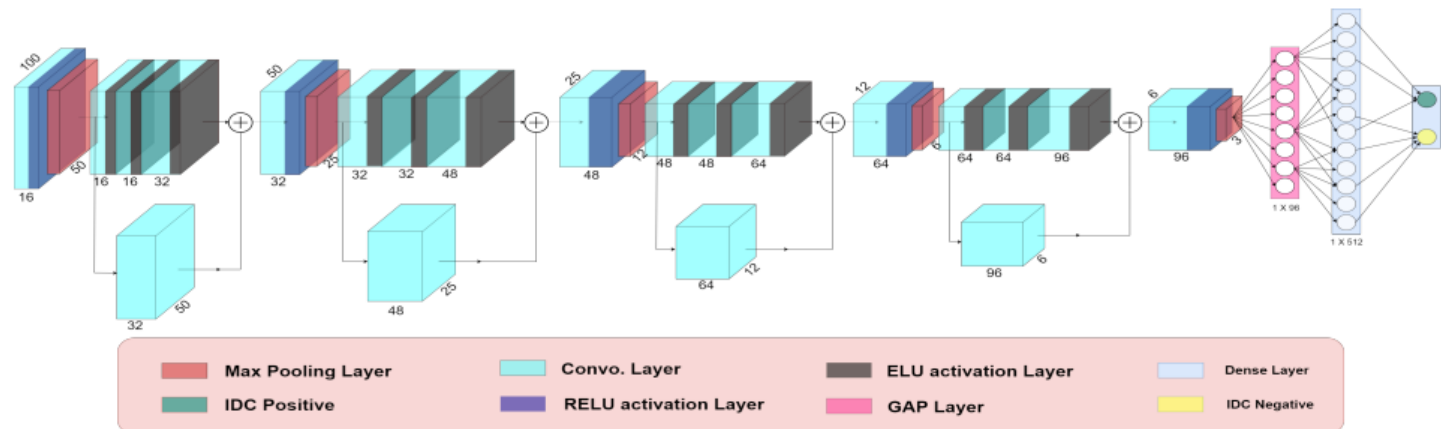 100
16
50
16 16 32
32
50
50
32
25
32 32 48
48
25
25
48
12
48 48 64
64
12
12
64
6
64 64 96
96
6
6
96
3
1 X 96
1 X 512
Max Pooling Layer
Convo. Layer
ELU activation Layer
Dense Layer
IDC Positive
RELU activation Layer
GAP Layer
IDC Negative